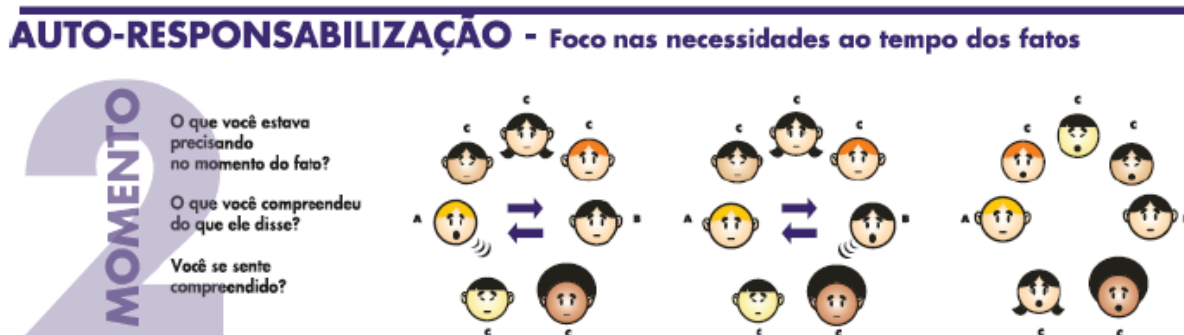 AUTO-RESPONSABILIZAÇÃO - Foco nas necessidades ao tempo dos fatos
2
MOMENTO
O que você estava
precisando
no momento do fato?
O que você compreendeu
do que ele disse?
Você se sente
compreendido?
C
C C
A B
C C
C
C C
A B
C C
C
C C
A
C C